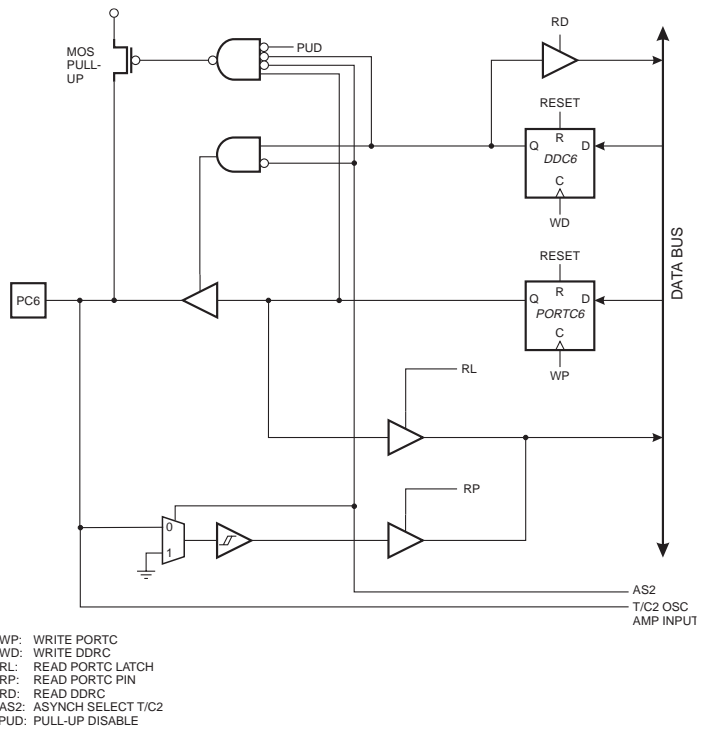 RD
MOS
PULL-
UP
PUD
RESET
R
Q
D
DDC6
C
WD
DATA BUS
RESET
R
PC6
Q
D
PORTC6
C
WP
RL
RP
0
1
AS2
T/C2 OSC
AMP INPUT
WP: WRITE PORTC
WD: WRITE DDRC
RL: READ PORTC LATCH
RP: READ PORTC PIN
RD: READ DDRC
AS2: ASYNCH SELECT T/C2
PUD: PULL-UP DISABLE